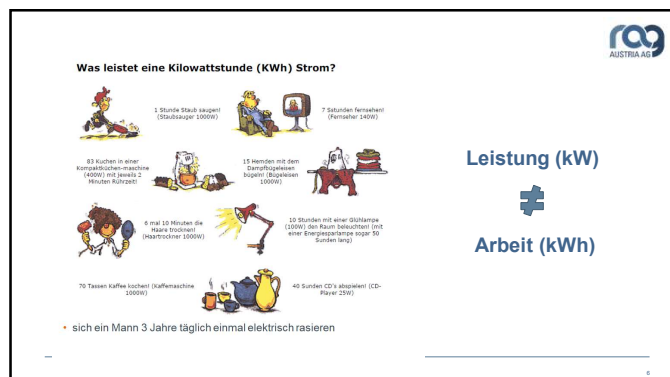 rag
AUSTRIA AG
Was leistet eine Kilowattstunde (KWh) Strom?
1 Stunde Staub saugen!
(Staubsauger 1000W)
7 Sstunden fernsehen!
(Fernseher 140W)
83 Kuchen in einer
Kompaktküchen-maschine
(400W) mit jeweils 2
Minuten Rührzeit!
15 Hemden mit dem
Dampfbügeleisen
bügeln! (Bügeleisen
1000W)
6 mal 10 Minuten die
Haare trocknen!
(Haartrockner 1000W)
10 Stunden mit einer Glühlampe
(100W) den Raum beleuchten! (mit
einer Energiesparlampe sogar 50
Sunden lang)
70 Tassen Kaffee kochen! (Kaffemaschine
1000W)
40 Sunden CD's abspielen! (CD-
Player 25W)
• sich ein Mann 3 Jahre täglich einmal elektrisch rasieren
Leistung (kW)
≠
Arbeit (kWh)